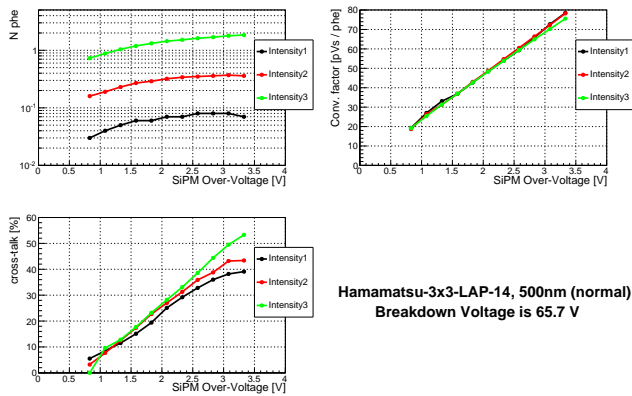 N phe
1
10-1
10-2
0 0.5 1 1.5 2 2.5 3 3.5 4
SiPM Over-Voltage [V]
Intensity1
Intensity2
Intensity3
Conv. factor [pVs / phe]
80
70
60
50
40
30
20
10
0
0 0.5 1 1.5 2 2.5 3 3.5 4
SiPM Over-Voltage [V]
Intensity1
Intensity2
Intensity3
cross-talk [%]
60
50
40
30
20
10
0
0 0.5 1 1.5 2 2.5 3 3.5 4
SiPM Over-Voltage [V]
Intensity1
Intensity2
Intensity3
Hamamatsu-3x3-LAP-14, 500nm (normal)
Breakdown Voltage is 65.7 V